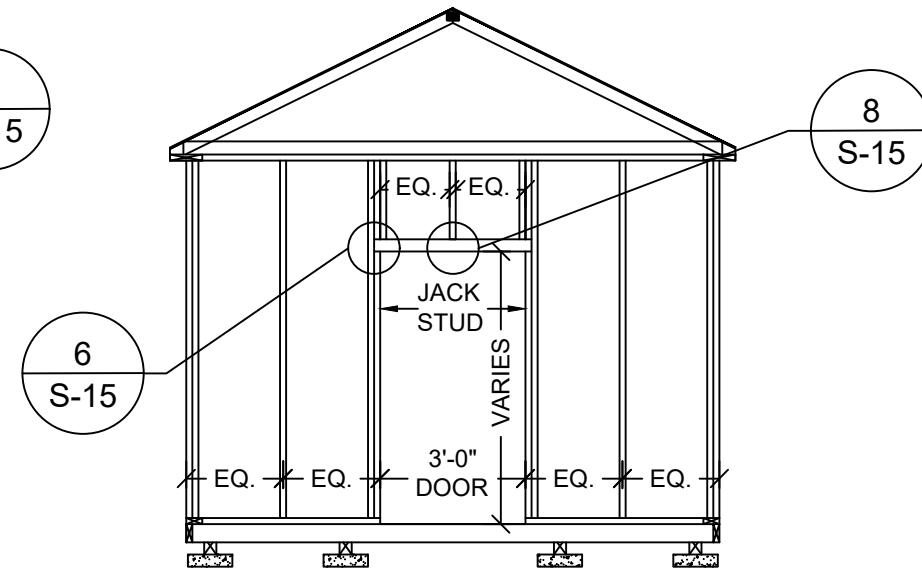 5
8
S-15
EQ. EQ.
JACK
STUD
VARIES
6
S-15
EQ. EQ. 3'-0" EQ. EQ.
DOOR